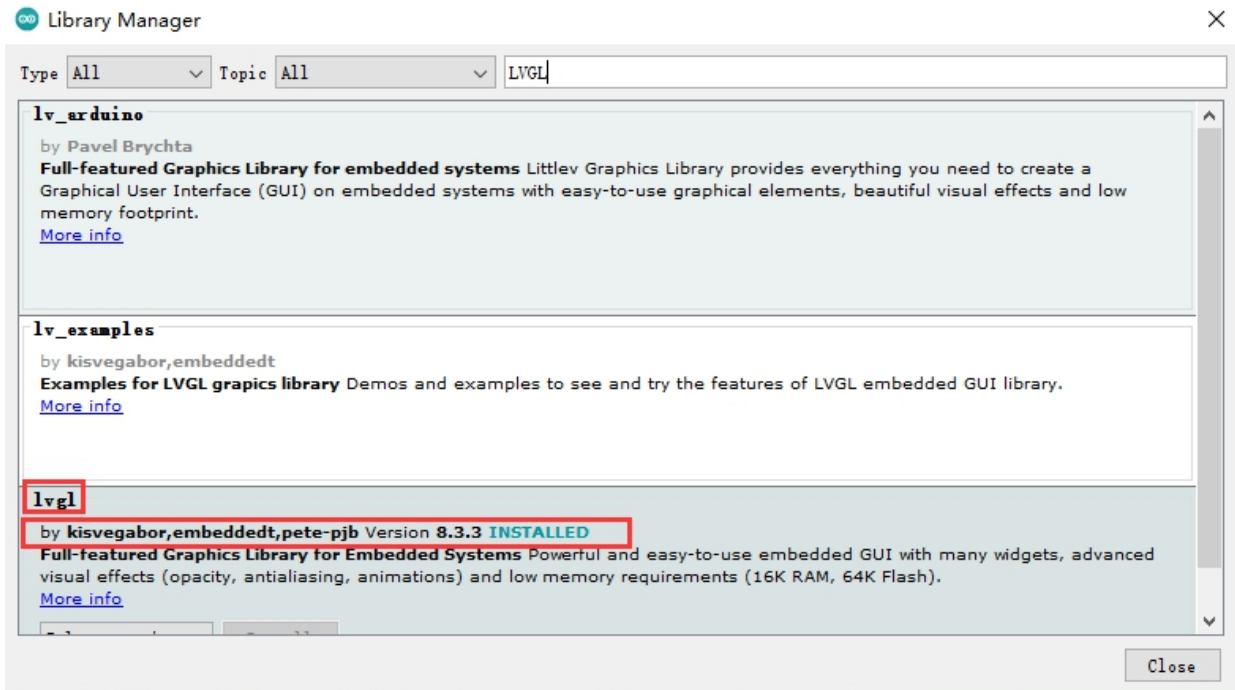 Library Manager
Type All Topic All LVGL
lv_arduino
by Pavel Brychta
Full-featured Graphics Library for embedded systems Littlev Graphics Library provides everything you need to create a
Graphical User Interface (GUI) on embedded systems with easy-to-use graphical elements, beautiful visual effects and low
memory footprint.
More info
lv_examples
by kisvegabor,embeddedt
Examples for LVGL grapics library Demos and examples to see and try the features of LVGL embedded GUI library.
More info
lvgl
by kisvegabor,embeddedt,pete-pjb Version 8.3.3 INSTALLED
Full-featured Graphics Library for Embedded Systems Powerful and easy-to-use embedded GUI with many widgets, advanced
visual effects (opacity, antialiasing, animations) and low memory requirements (16K RAM, 64K Flash).
More info
Close